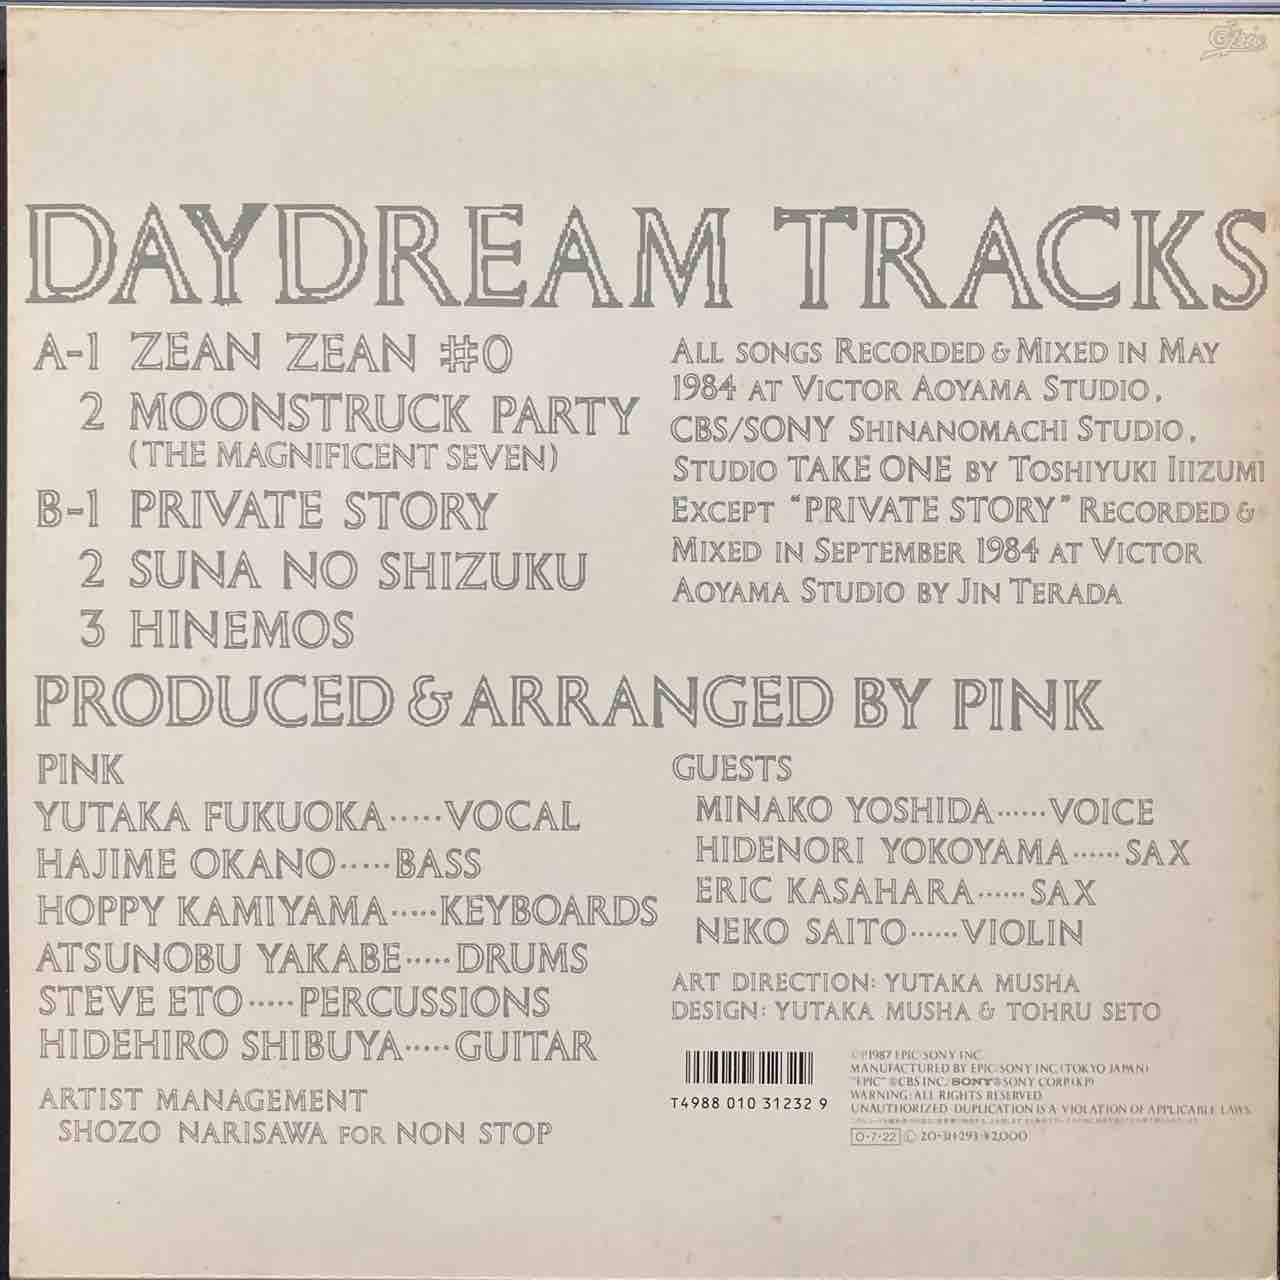 Epic
DAYDREAM TRACKS
A-1 ZEAN ZEAN #0
2 MOONSTRUCK PARTY
(THE MAGNIFICENT SEVEN)
B-1 PRIVATE STORY
2 SUNA NO SHIZUKU
3 HINEMOS
ALL SONGS RECORDED & MIXED IN MAY
1984 AT VICTOR AOYAMA STUDIO,
CBS/SONY SHINANOMACHI STUDIO,
STUDIO TAKE ONE BY TOSHIYUKI IIIZUMI
EXCEPT "PRIVATE STORY" RECORDED &
MIXED IN SEPTEMBER 1984 AT VICTOR
AOYAMA STUDIO BY JIN TERADA
PRODUCED & ARRANGED BY PINK
PINK
YUTAKA FUKUOKA·····VOCAL
HAJIME OKANO·····BASS
HOPPY KAMIYAMA·····KEYBOARDS
ATSUNOBU YAKABE·····DRUMS
STEVE ETO·····PERCUSSIONS
HIDEHIRO SHIBUYA·····GUITAR
ARTIST MANAGEMENT
SHOZO NARISAWA FOR NON STOP
GUESTS
MINAKO YOSHIDA······VOICE
HIDENORI YOKOYAMA······SAX
ERIC KASAHARA······SAX
NEKO SAITO······VIOLIN
ART DIRECTION: YUTAKA MUSHA
DESIGN: YUTAKA MUSHA & TOHRU SETO
T4988 010 31232 9
©℗1987 EPIC/SONY INC.
MANUFACTURED BY EPIC/SONY INC. (TOKYO JAPAN)
"EPIC" ®CBS INC./SONY®SONY CORP. (KP)
WARNING: ALL RIGHTS RESERVED.
UNAUTHORIZED DUPLICATION IS A VIOLATION OF APPLICABLE LAWS.
O·7·22 Ⓛ 20·3H-293 ¥2,000